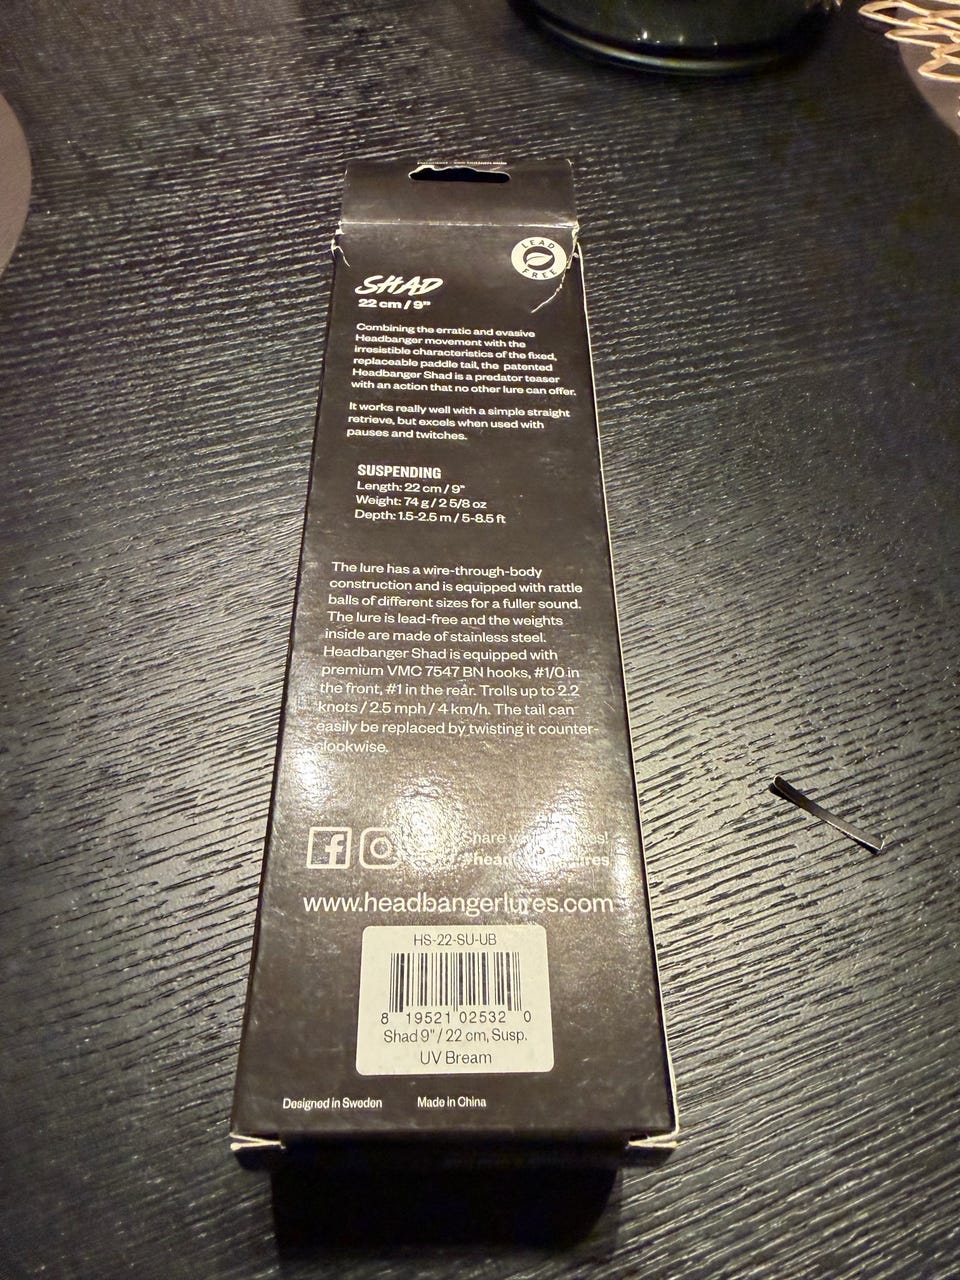 LEAD
FREE
SHAD
22 cm / 9"
Combining the erratic and evasive
Headbanger movement with the
irresistible characteristics of the fixed,
replaceable paddle tail, the patented
Headbanger Shad is a predator teaser
with an action that no other lure can offer.
It works really well with a simple straight
retrieve, but excels when used with
pauses and twitches.
SUSPENDING
Length: 22 cm / 9"
Weight: 74 g / 2 5/8 oz
Depth: 1.5-2.5 m / 5-8.5 ft
The lure has a wire-through-body
construction and is equipped with rattle
balls of different sizes for a fuller sound.
The lure is lead-free and the weights
inside are made of stainless steel.
Headbanger Shad is equipped with
premium VMC 7547 BN hooks, #1/0 in
the front, #1 in the rear. Trolls up to 2.2
knots / 2.5 mph / 4 km/h. The tail can
easily be replaced by twisting it counter-
clockwise.
Share
www.headbangerlures.com
HS-22-SU-UB
8 19521 02532 0
Shad 9" / 22 cm, Susp.
UV Bream
Designed in Sweden Made in China